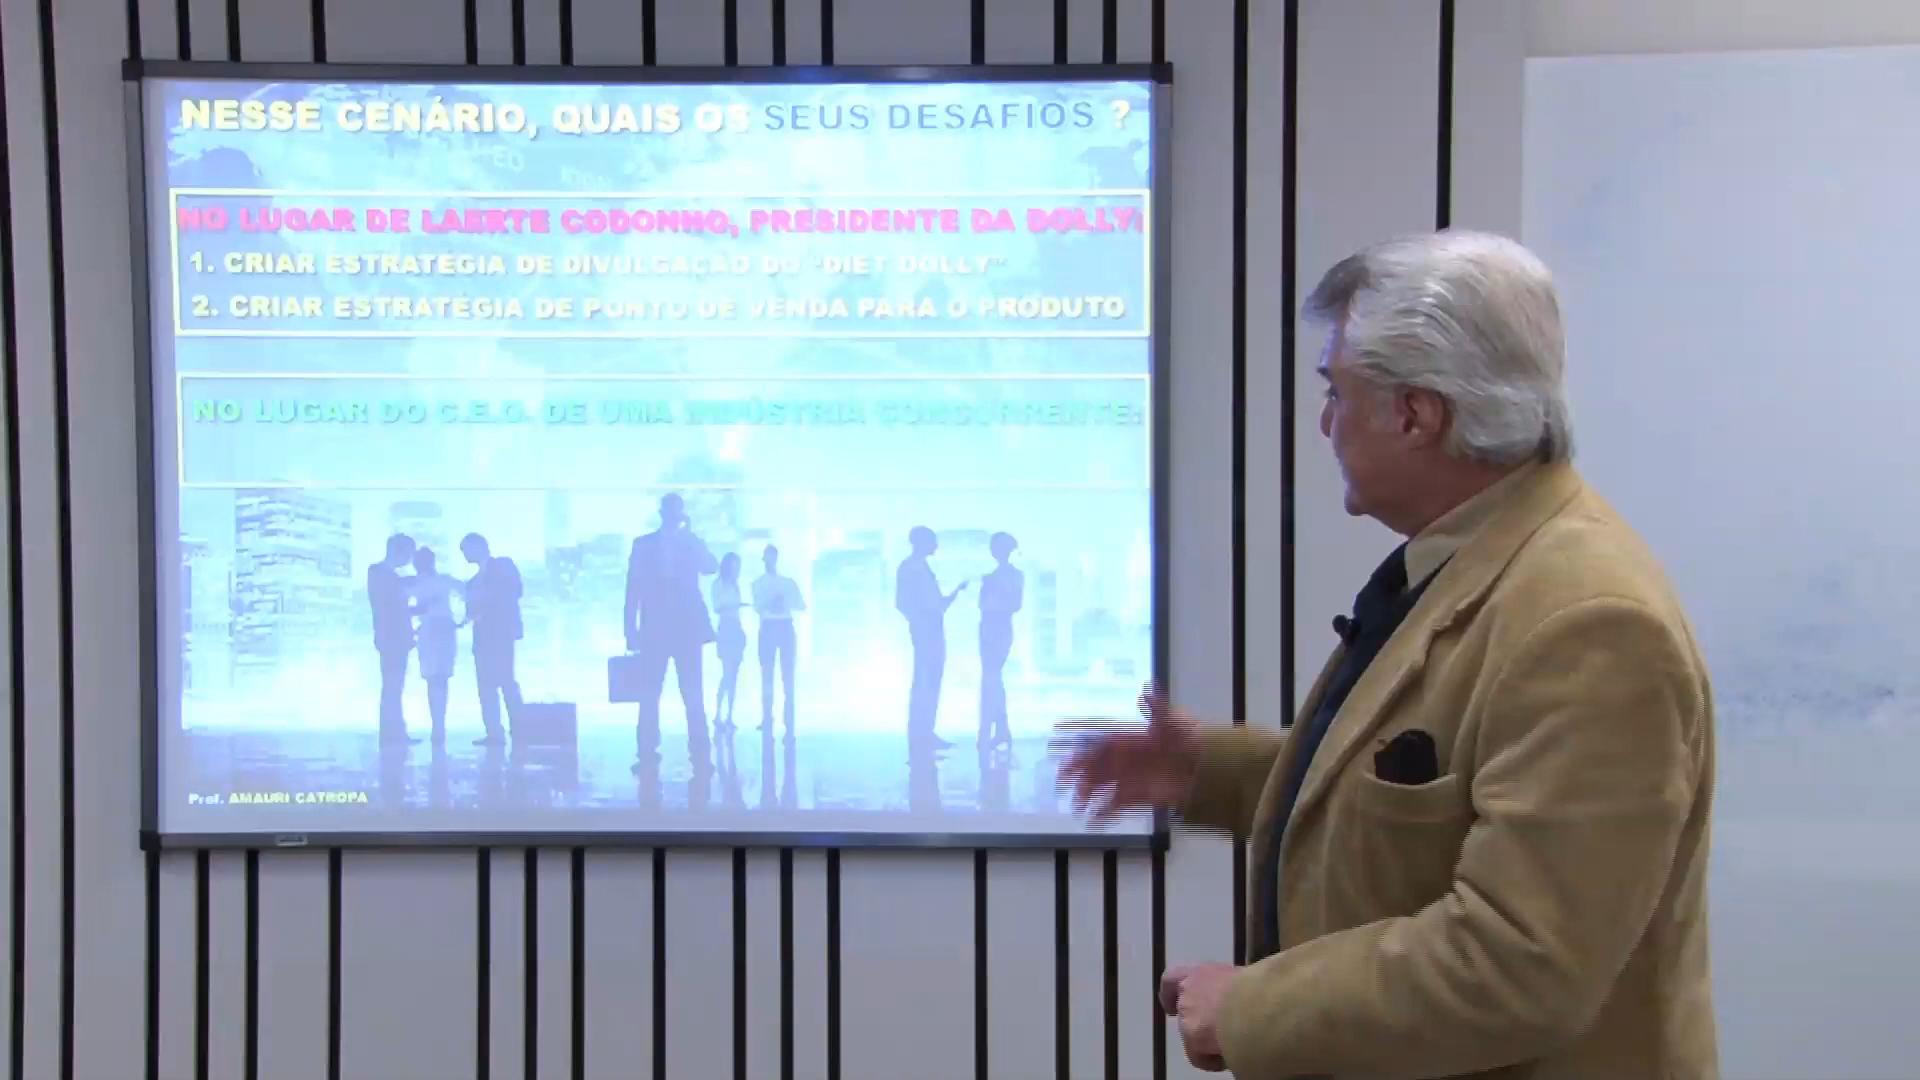 NESSE CENÁRIO, QUAIS OS SEUS DESAFIOS ?
NO LUGAR DE LAERTE CODONHO, PRESIDENTE DA DOLLY:
1. CRIAR ESTRATÉGIA DE DIVULGAÇÃO DO "DIET DOLLY"
2. CRIAR ESTRATÉGIA DE PONTO DE VENDA PARA O PRODUTO
NO LUGAR DO C.E.O. DE UMA INDÚSTRIA CONCORRENTE:
Prof. AMAURI CATROPA